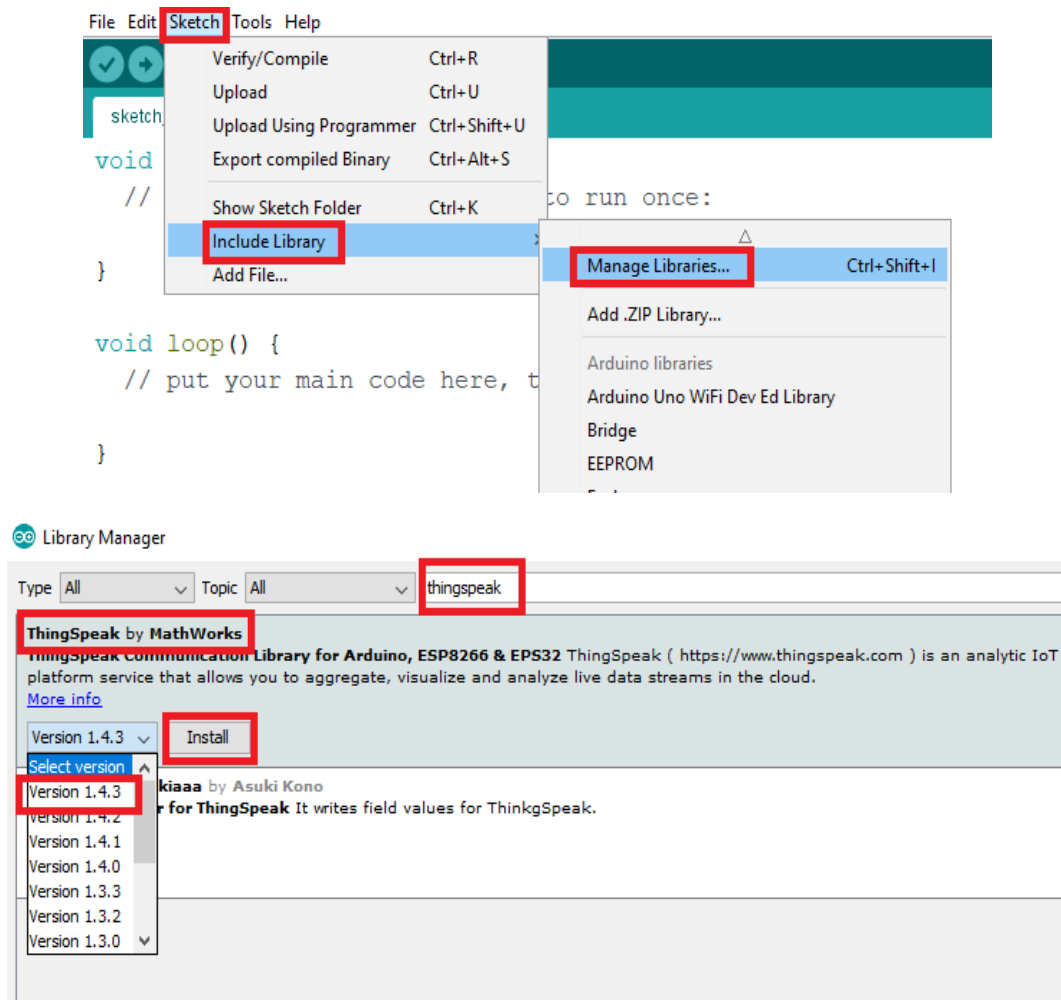 File Edit Sketch Tools Help
Verify/Compile Ctrl+R
Upload Ctrl+U
sketch_
Upload Using Programmer Ctrl+Shift+U
void
Export compiled Binary Ctrl+Alt+S
// to run once:
Show Sketch Folder Ctrl+K
Include Library
Manage Libraries... Ctrl+Shift+I
}
Add File...
Add .ZIP Library...
void loop() {
Arduino libraries
// put your main code here, t
Arduino Uno WiFi Dev Ed Library
Bridge
}
EEPROM
Library Manager
Type All Topic All thingspeak
ThingSpeak by MathWorks
ThingSpeak Communication Library for Arduino, ESP8266 & EPS32 ThingSpeak ( https://www.thingspeak.com ) is an analytic IoT
platform service that allows you to aggregate, visualize and analyze live data streams in the cloud.
More info
Version 1.4.3 Install
Select version
kiaaa by Asuki Kono
Version 1.4.3
r for ThingSpeak It writes field values for ThinkgSpeak.
Version 1.4.2
Version 1.4.1
Version 1.4.0
Version 1.3.3
Version 1.3.2
Version 1.3.0